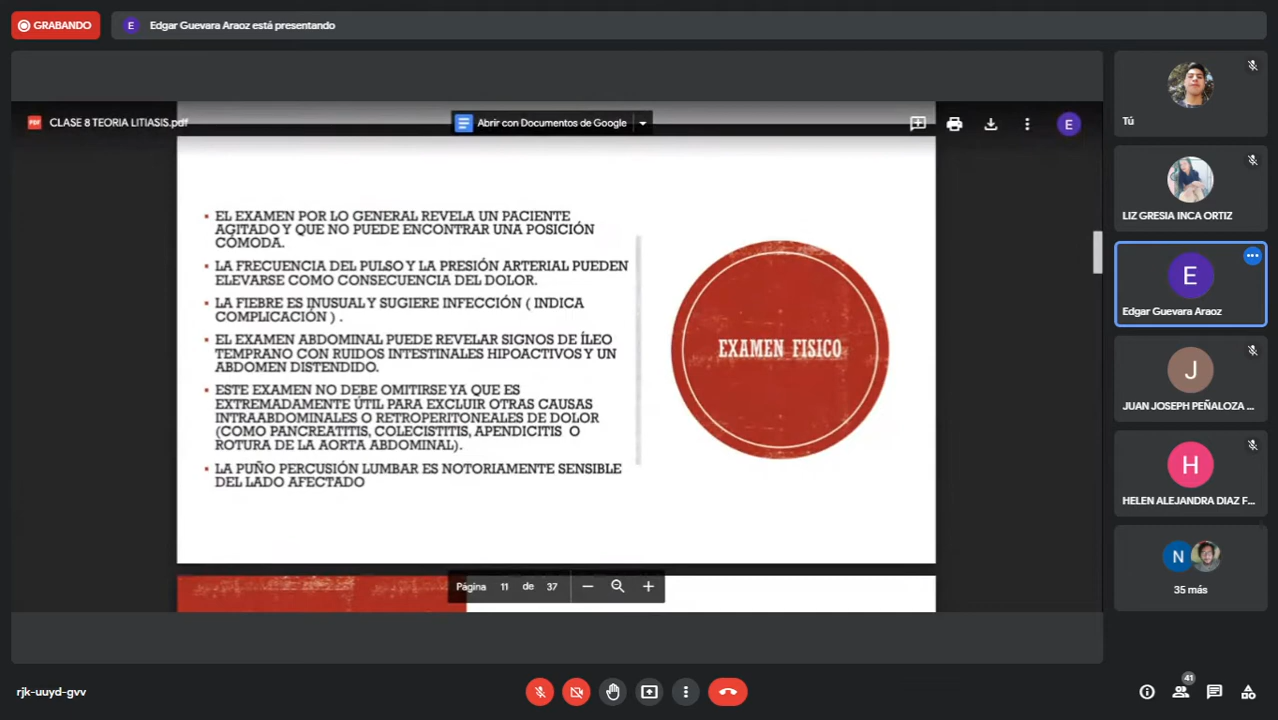 GRABANDO
E
Edgar Guevara Araoz está presentando
PDF
CLASE 8 TEORIA LITIASIS.pdf
Abrir con Documentos de Google
E
▪ EL EXAMEN POR LO GENERAL REVELA UN PACIENTE
AGITADO Y QUE NO PUEDE ENCONTRAR UNA POSICIÓN
CÓMODA.
▪ LA FRECUENCIA DEL PULSO Y LA PRESIÓN ARTERIAL PUEDEN
ELEVARSE COMO CONSECUENCIA DEL DOLOR.
▪ LA FIEBRE ES INUSUAL Y SUGIERE INFECCIÓN ( INDICA
COMPLICACIÓN ) .
▪ EL EXAMEN ABDOMINAL PUEDE REVELAR SIGNOS DE ÍLEO
TEMPRANO CON RUIDOS INTESTINALES HIPOACTIVOS Y UN
ABDOMEN DISTENDIDO.
▪ ESTE EXAMEN NO DEBE OMITIRSE YA QUE ES
EXTREMADAMENTE ÚTIL PARA EXCLUIR OTRAS CAUSAS
INTRAABDOMINALES O RETROPERITONEALES DE DOLOR
(COMO PANCREATITIS, COLECISTITIS, APENDICITIS O
ROTURA DE LA AORTA ABDOMINAL).
▪ LA PUÑO PERCUSIÓN LUMBAR ES NOTORIAMENTE SENSIBLE
DEL LADO AFECTADO
EXAMEN FISICO
Página 11 de 37
Tú
LIZ GRESIA INCA ORTIZ
E
Edgar Guevara Araoz
J
JUAN JOSEPH PEÑALOZA ...
H
HELEN ALEJANDRA DIAZ F...
N
35 más
rjk-uuyd-gvv
41